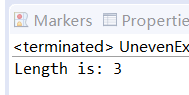 Markers Propertie
<terminated> UnevenEx
Length is: 3